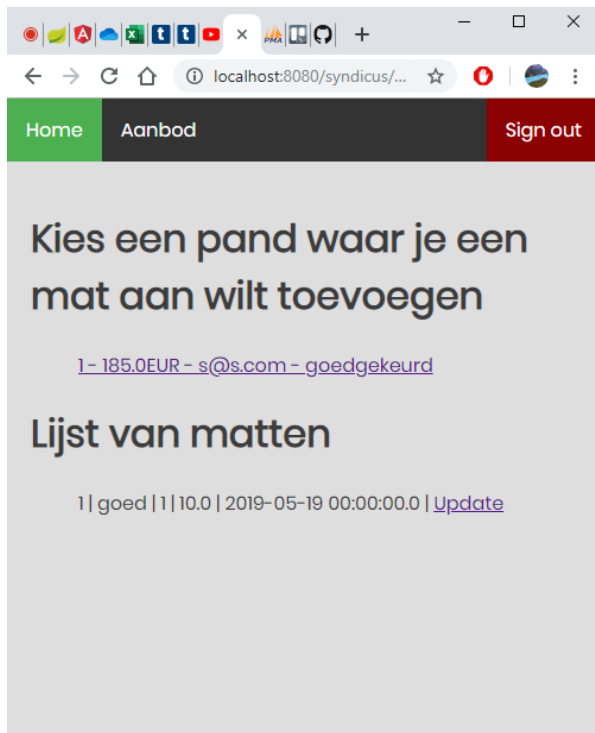 localhost:8080/syndicus/...
Home Aanbod Sign out
Kies een pand waar je een
mat aan wilt toevoegen
1 - 185.0EUR - s@s.com - goedgekeurd
Lijst van matten
1 | goed | 1 | 10.0 | 2019-05-19 00:00:00.0 | Update